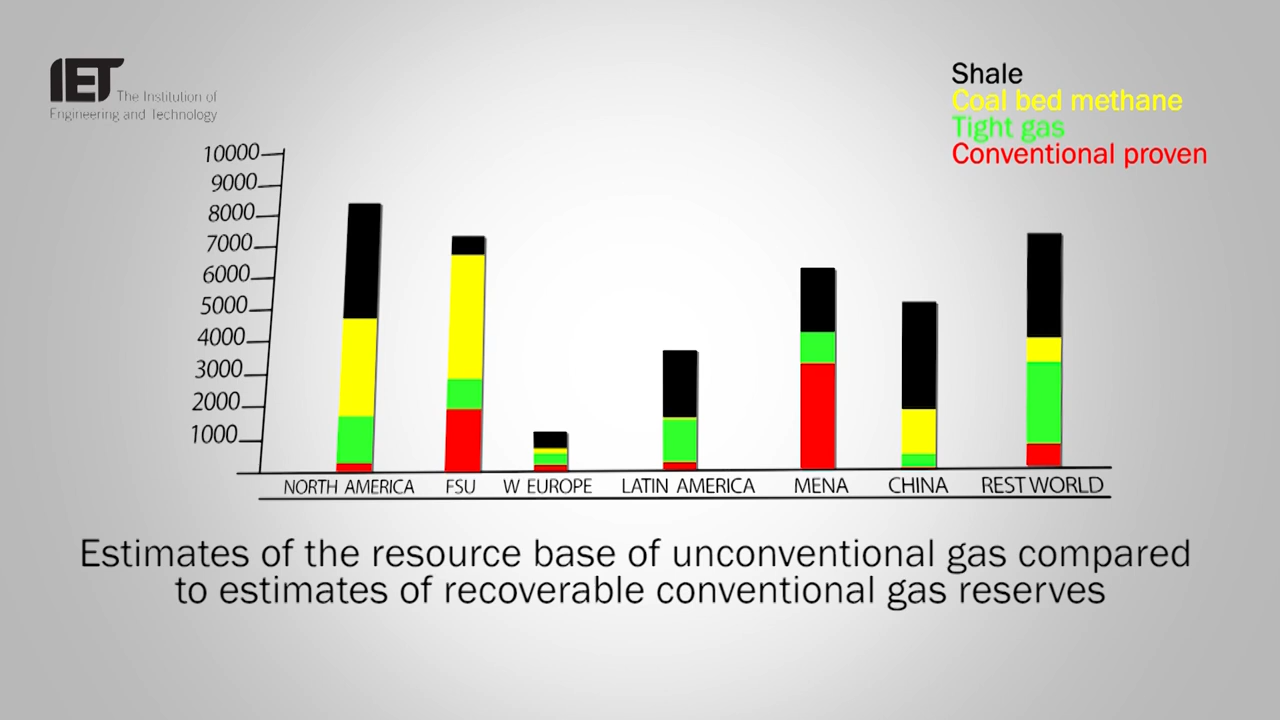 IET The Institution of
Engineering and Technology
Shale
Coal bed methane
Tight gas
Conventional proven
10000
9000
8000
7000
6000
5000
4000
3000
2000
1000
NORTH AMERICA FSU W EUROPE LATIN AMERICA MENA CHINA REST WORLD
Estimates of the resource base of unconventional gas compared
to estimates of recoverable conventional gas reserves